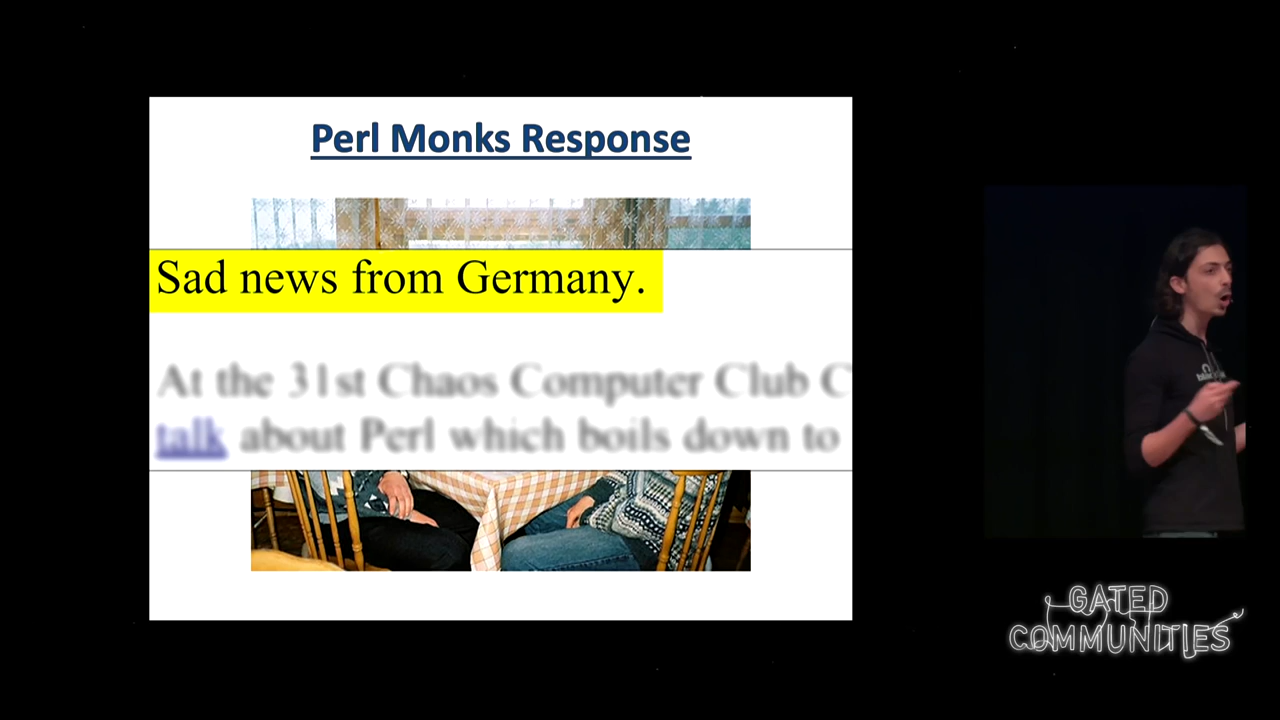 Perl Monks Response
Sad news from Germany.
At the 31st Chaos Computer Club C
talk about Perl which boils down to
GATED
COMMUNITIES